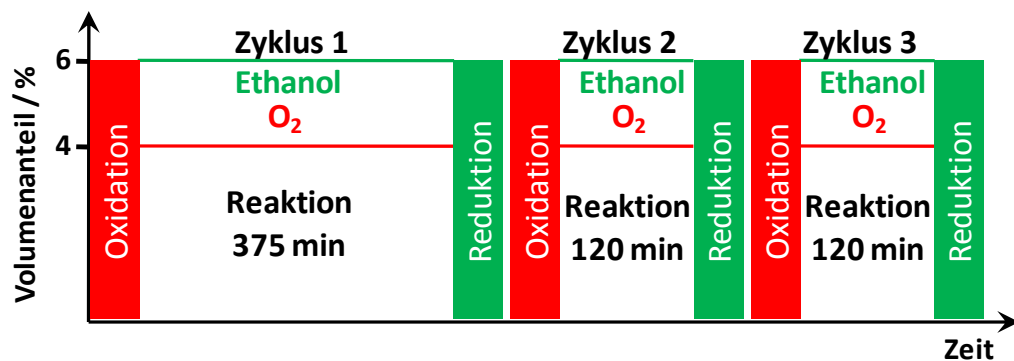 Zyklus 1
Zyklus 2
Zyklus 3
Volumenanteil / %
6
4
Oxidation
Ethanol
O₂
Reaktion
375 min
Reduktion
Oxidation
Ethanol
O₂
Reaktion
120 min
Reduktion
Oxidation
Ethanol
O₂
Reaktion
120 min
Reduktion
Zeit